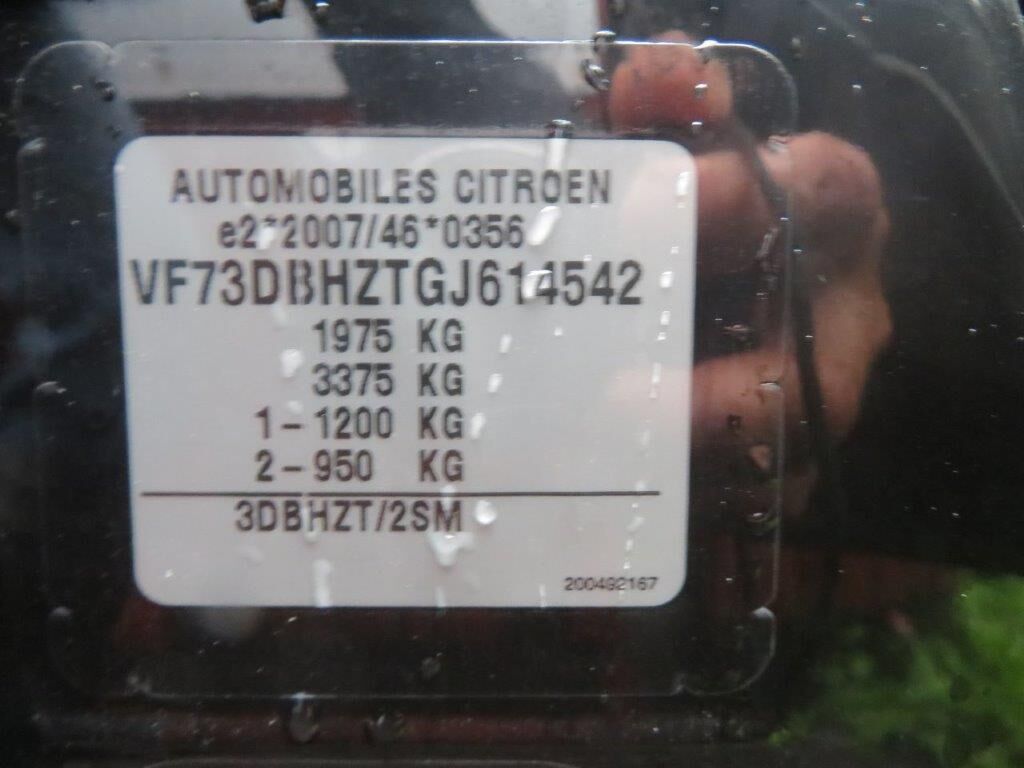 AUTOMOBILES CITROEN
e2*2007/46*0356
VF73DBHZTGJ614542
1975 KG
3375 KG
1-1200 KG
2-950 KG
3DBHZT/2SM
200492167